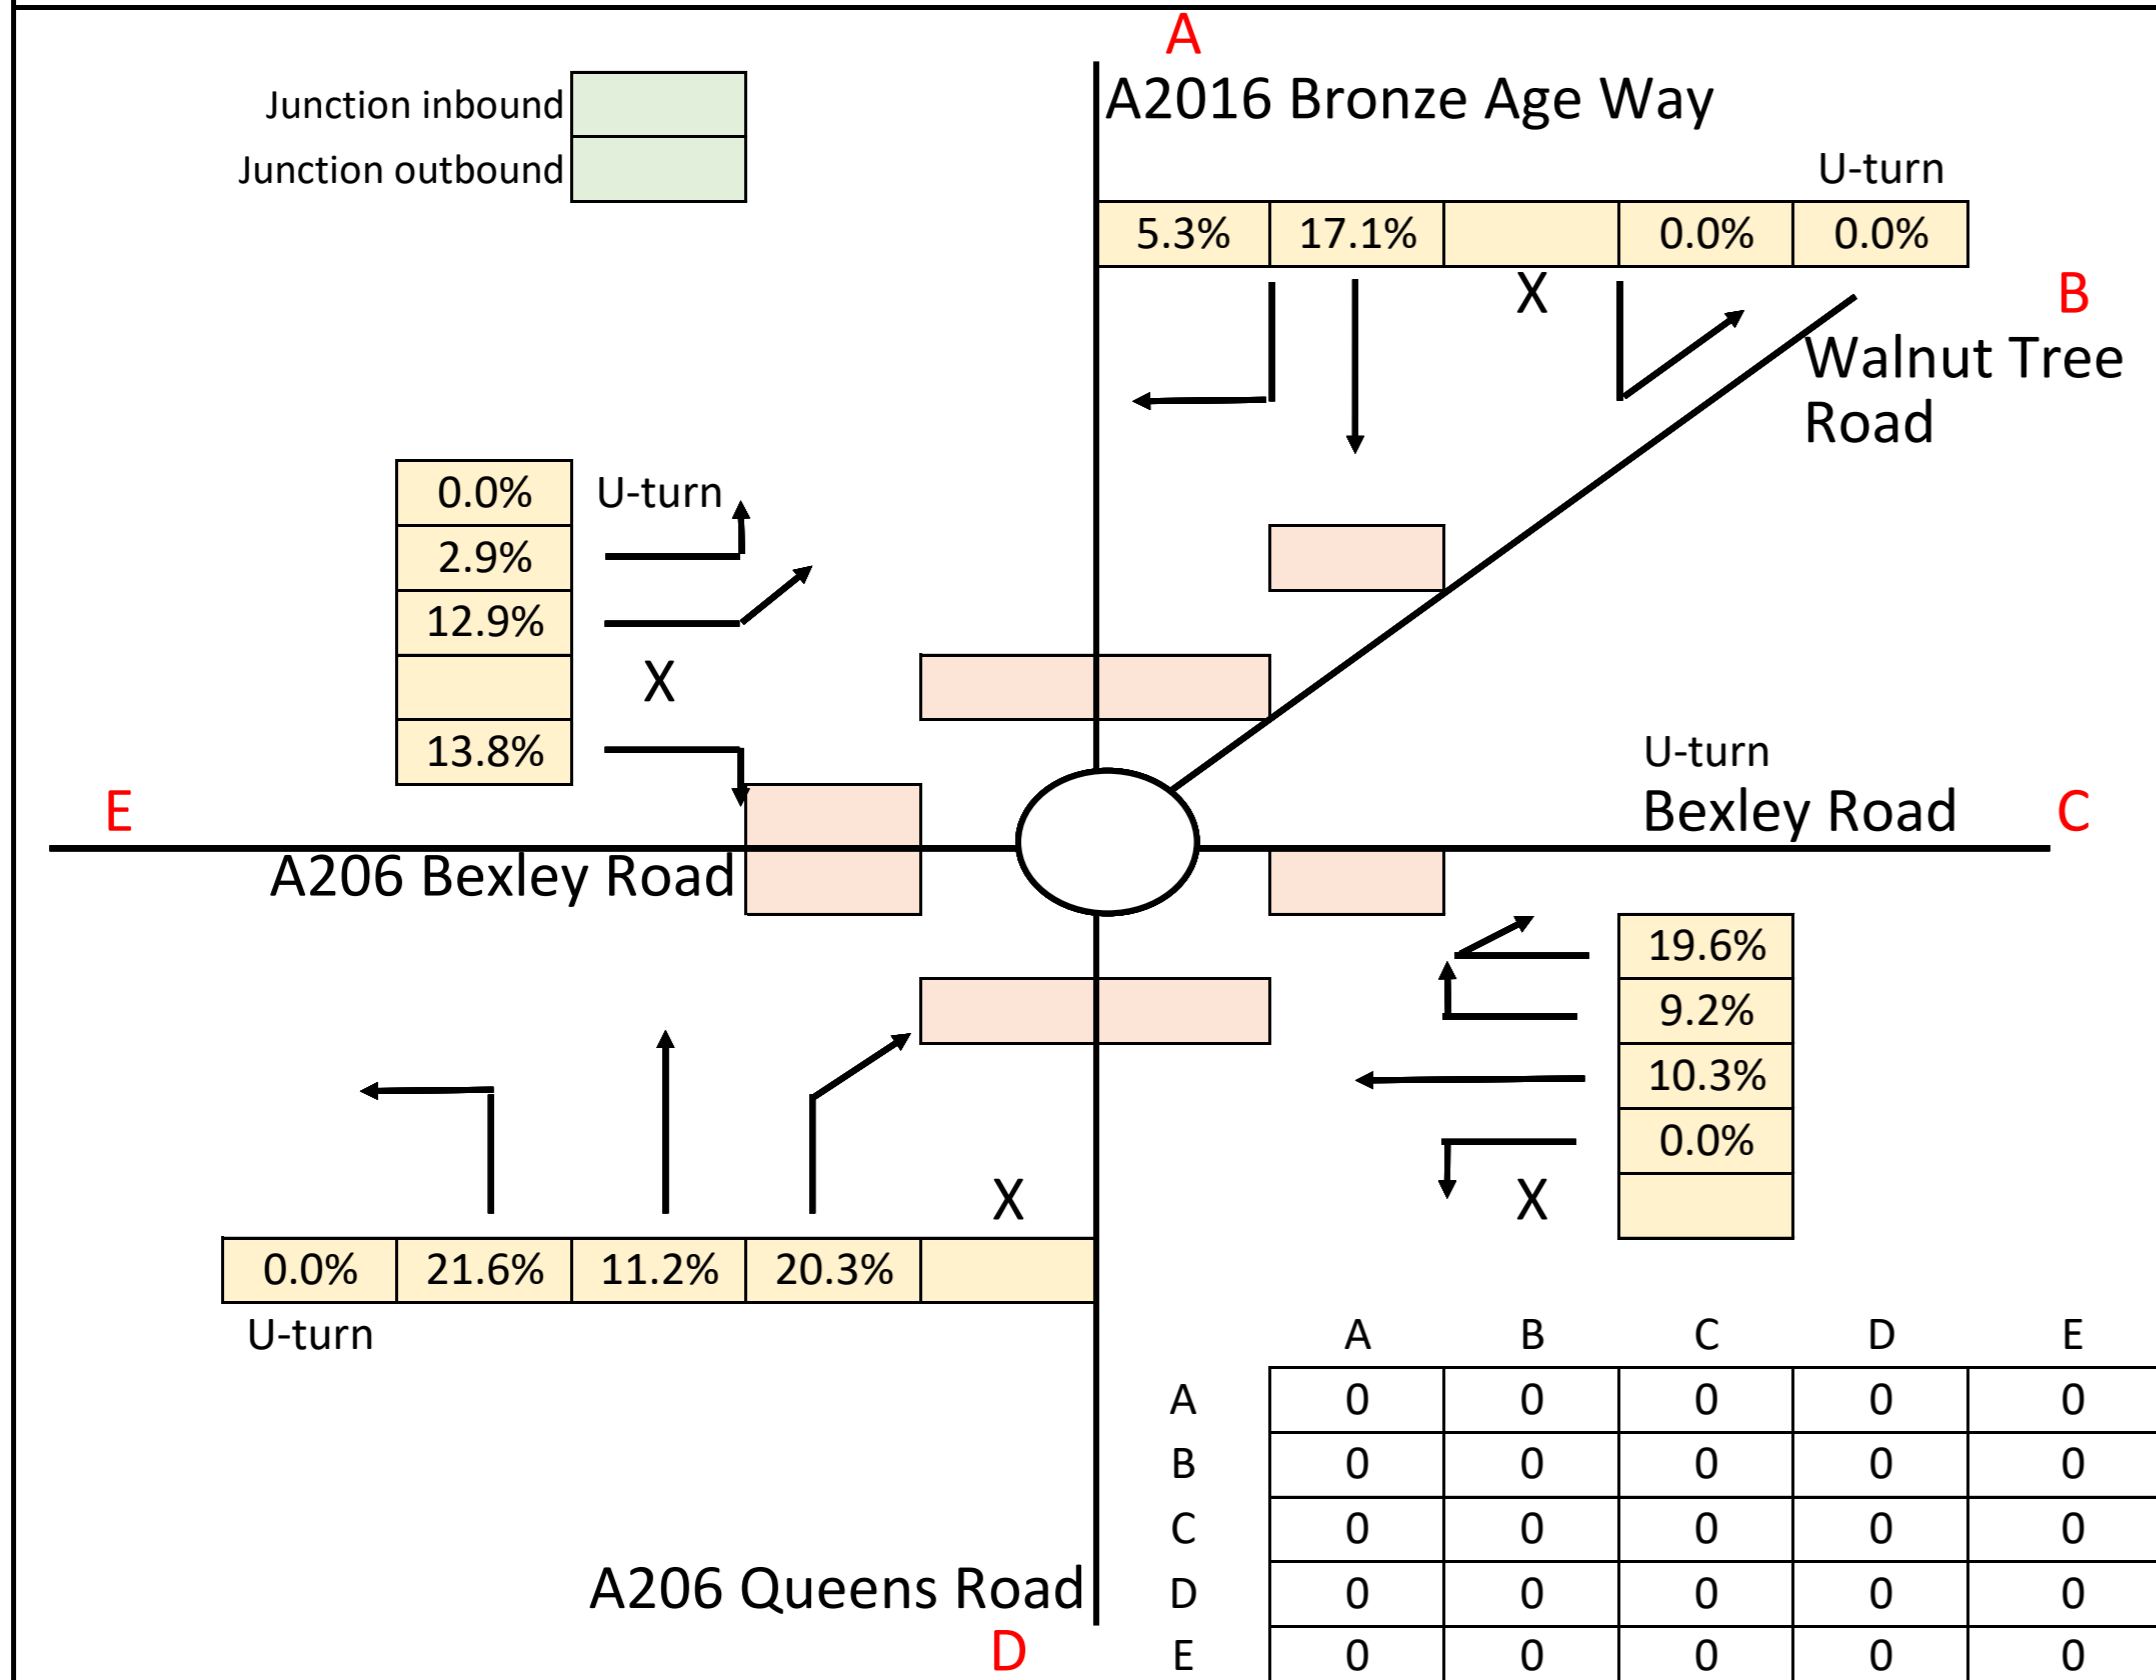 A
A2016 Bronze Age Way
Junction inbound
Junction outbound
U-turn
5.3% 17.1% 0.0% 0.0%
X
B
Walnut Tree
Road
0.0% U-turn
2.9%
12.9%
X
13.8%
U-turn
E
Bexley Road C
A206 Bexley Road
19.6%
9.2%
10.3%
0.0%
X
X
0.0% 21.6% 11.2% 20.3%
U-turn
A B C D E
A 0 0 0 0 0
B 0 0 0 0 0
C 0 0 0 0 0
A206 Queens Road
D 0 0 0 0 0
D
E 0 0 0 0 0